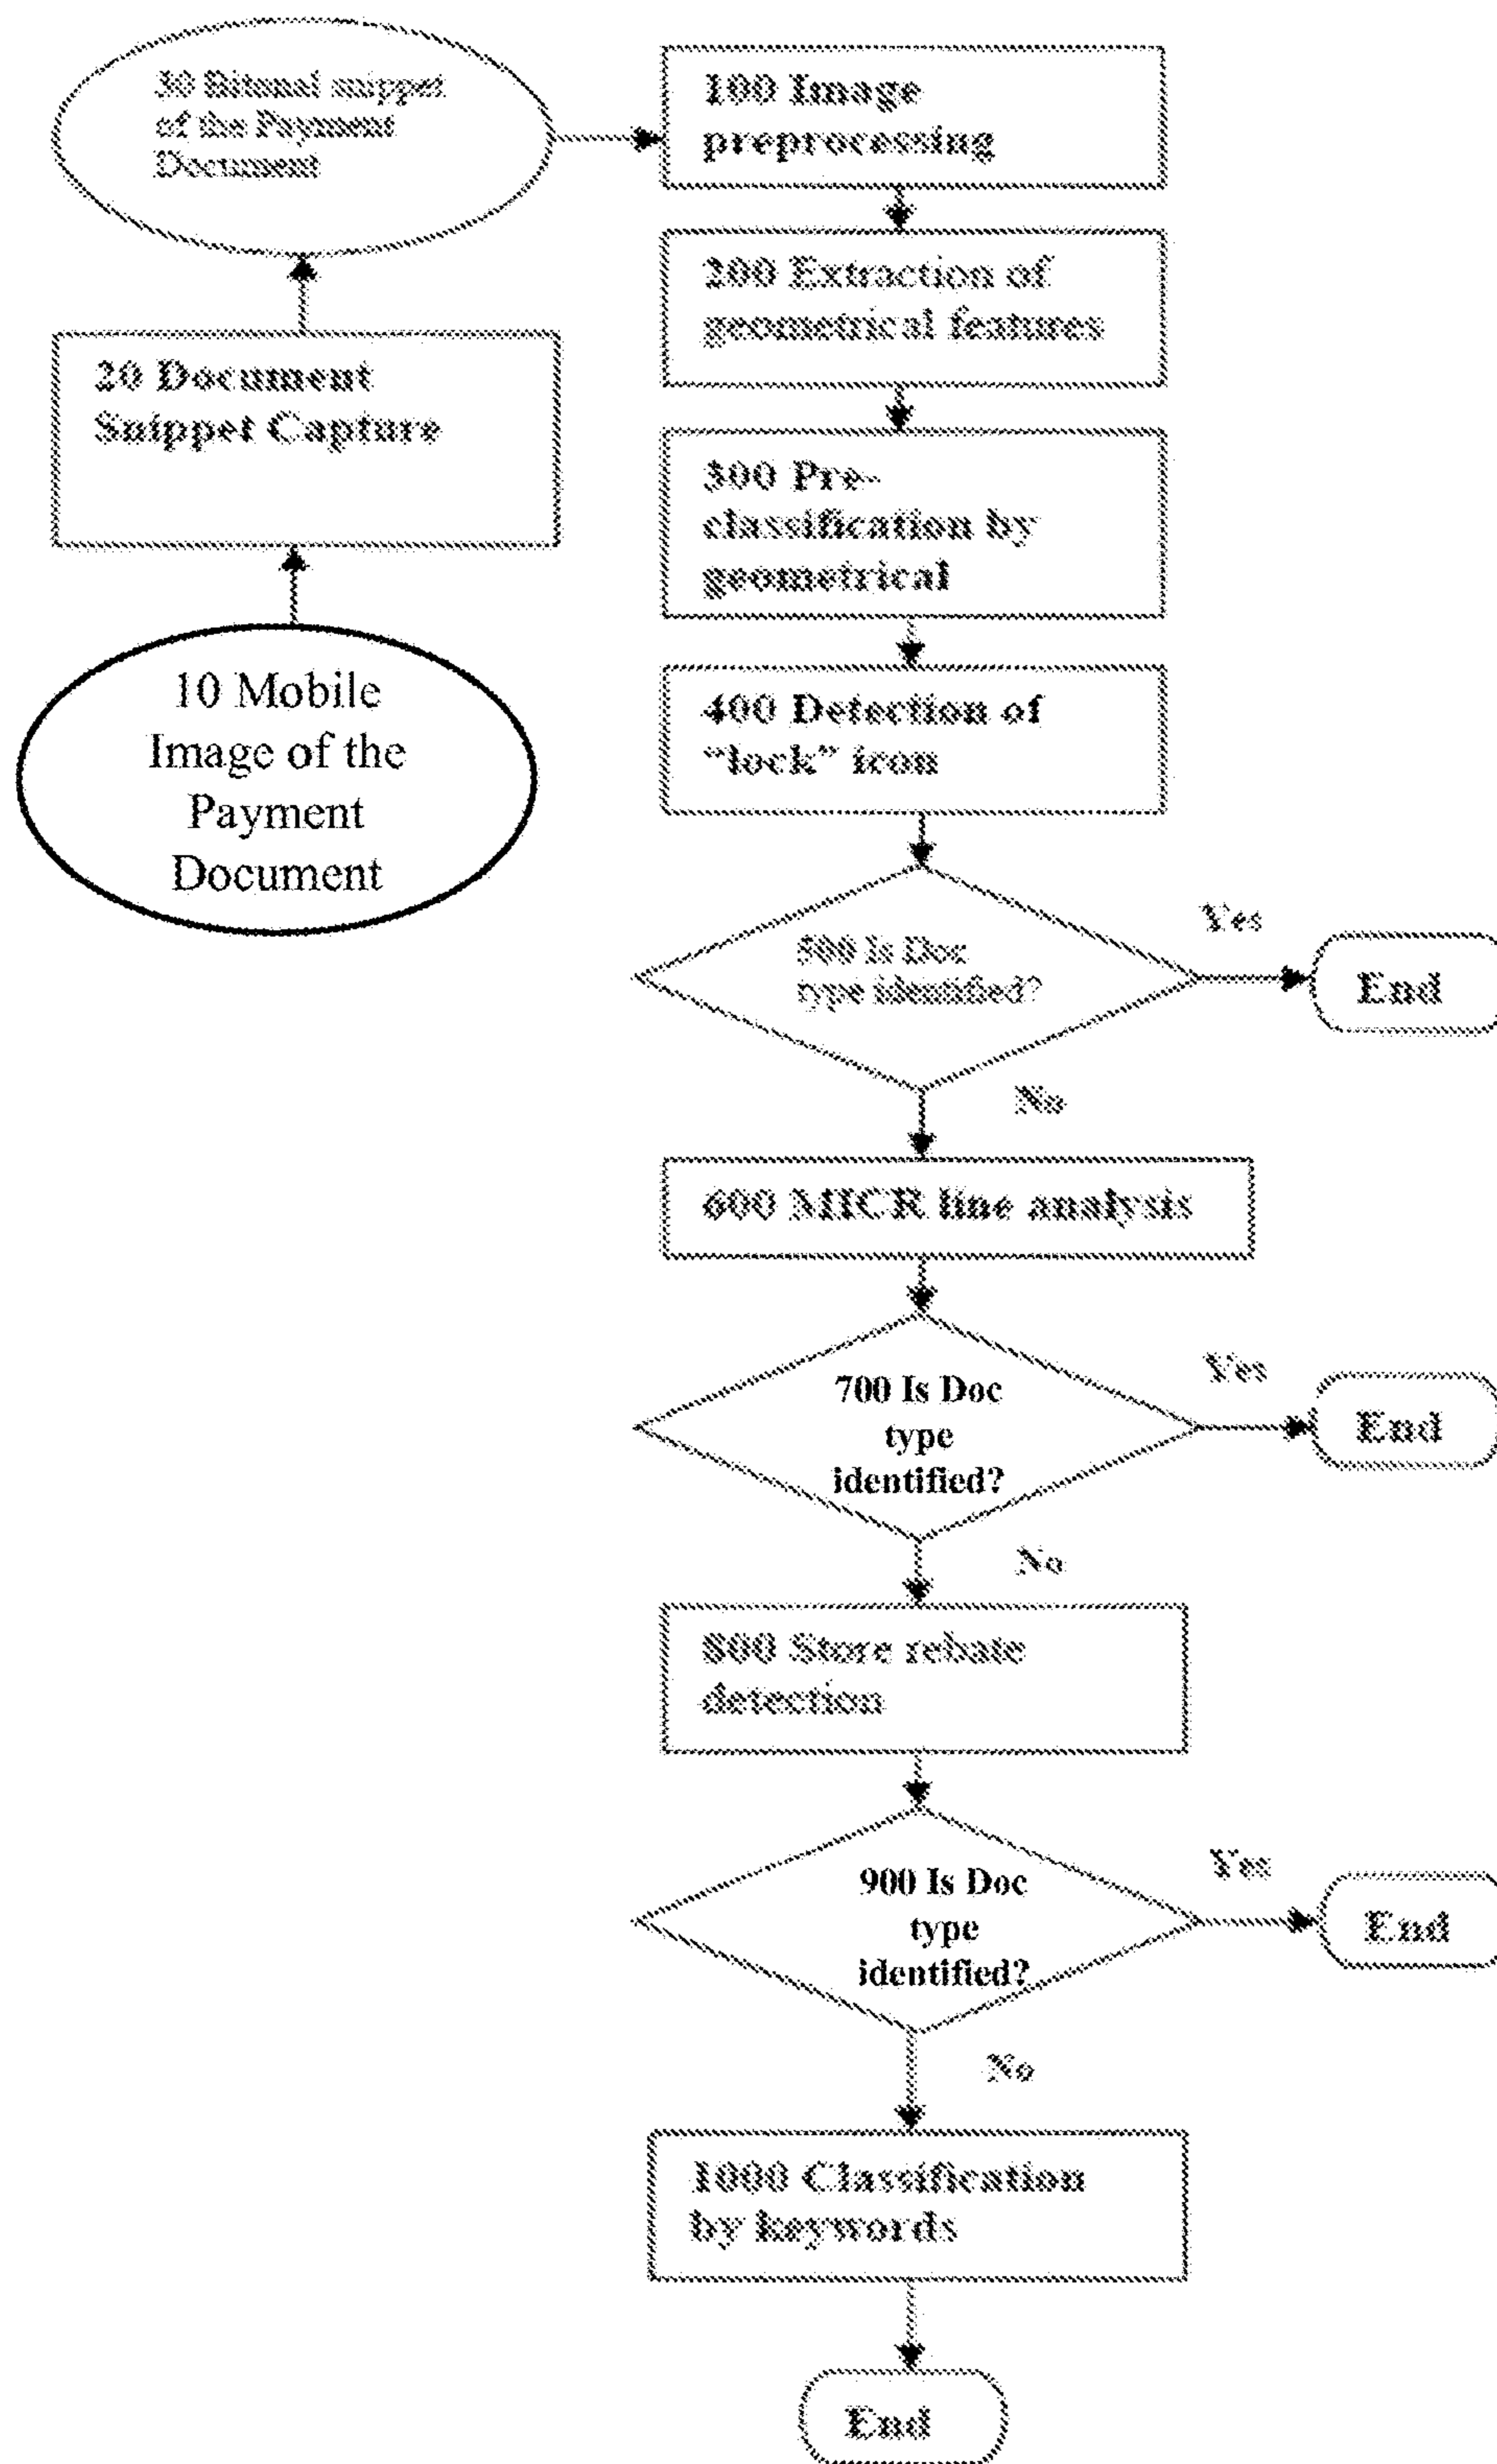 30 Bitonal snippet
of the Payment
Document
20 Document
Snippet Capture
10 Mobile
Image of the
Payment
Document
100 Image
preprocessing
200 Extraction of
geometrical features
300 Pre-
classification by
geometrical
400 Detection of
“lock” icon
500 Is Doc
type identified?
Yes
End
No
600 MICR line analysis
700 Is Doc
type
identified?
Yes
End
No
800 Store rebate
detection
900 Is Doc
type
identified?
Yes
End
No
1000 Classification
by keywords
End